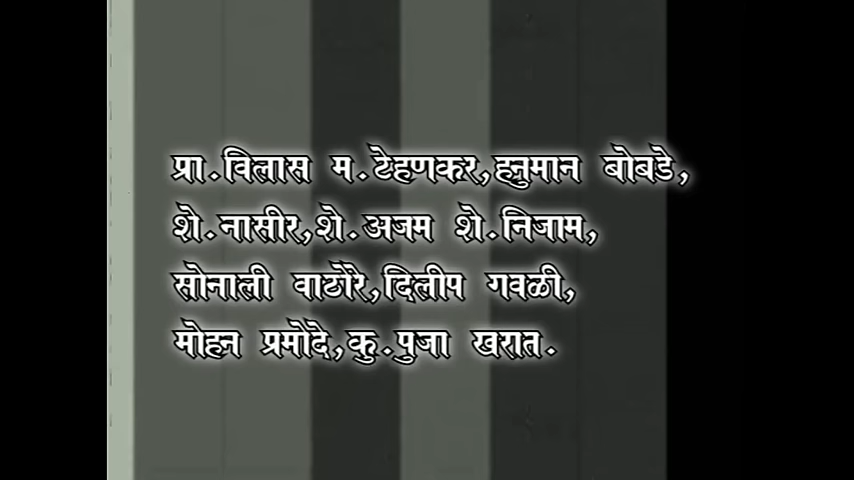 प्रा.विलास म.टेहणकर,हनुमान बोबडे,
शे.नासीर,शे.अजम शे.निजाम,
सोनाली वाठोरे,दिलीप गवळी,
मोहन प्रमोदे,कु.पुजा खरात.